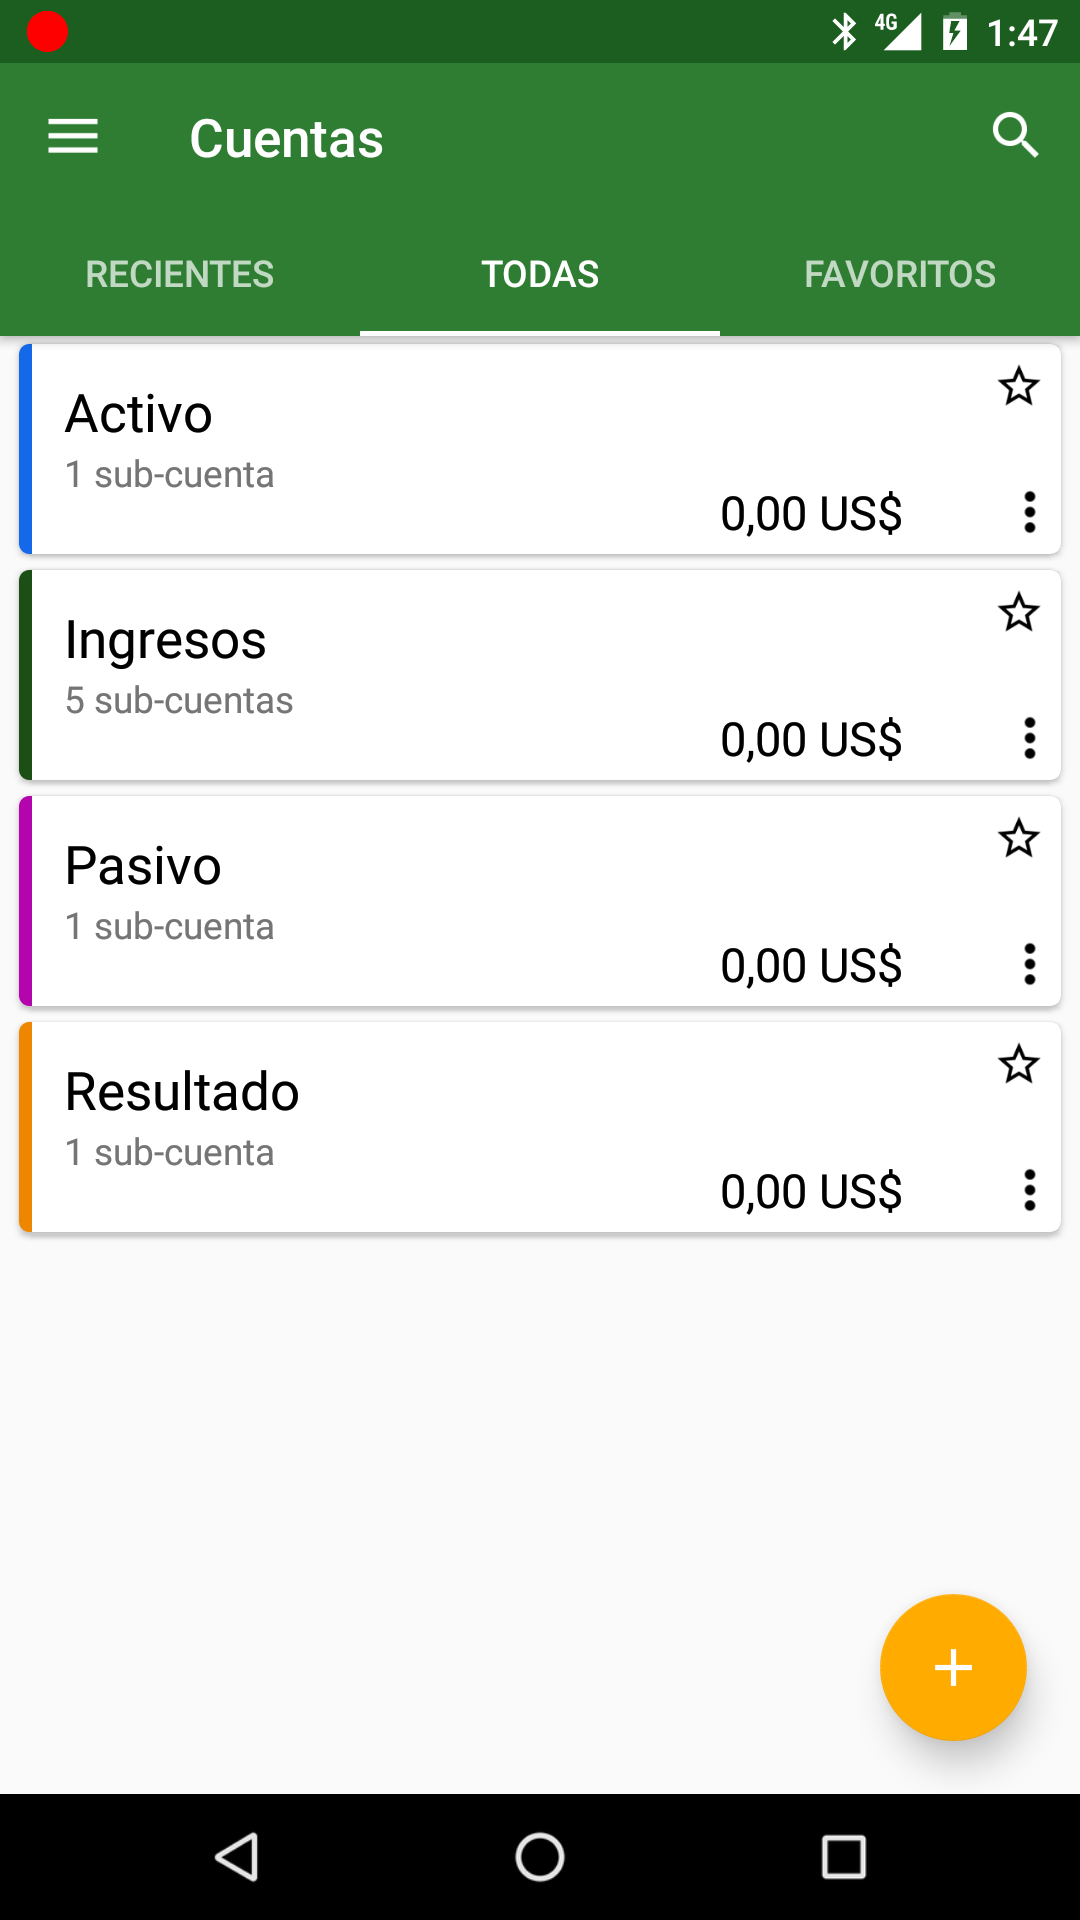 4G 1:47
Cuentas
RECIENTES TODAS FAVORITOS
Activo
1 sub-cuenta
0,00 US$
Ingresos
5 sub-cuentas
0,00 US$
Pasivo
1 sub-cuenta
0,00 US$
Resultado
1 sub-cuenta
0,00 US$